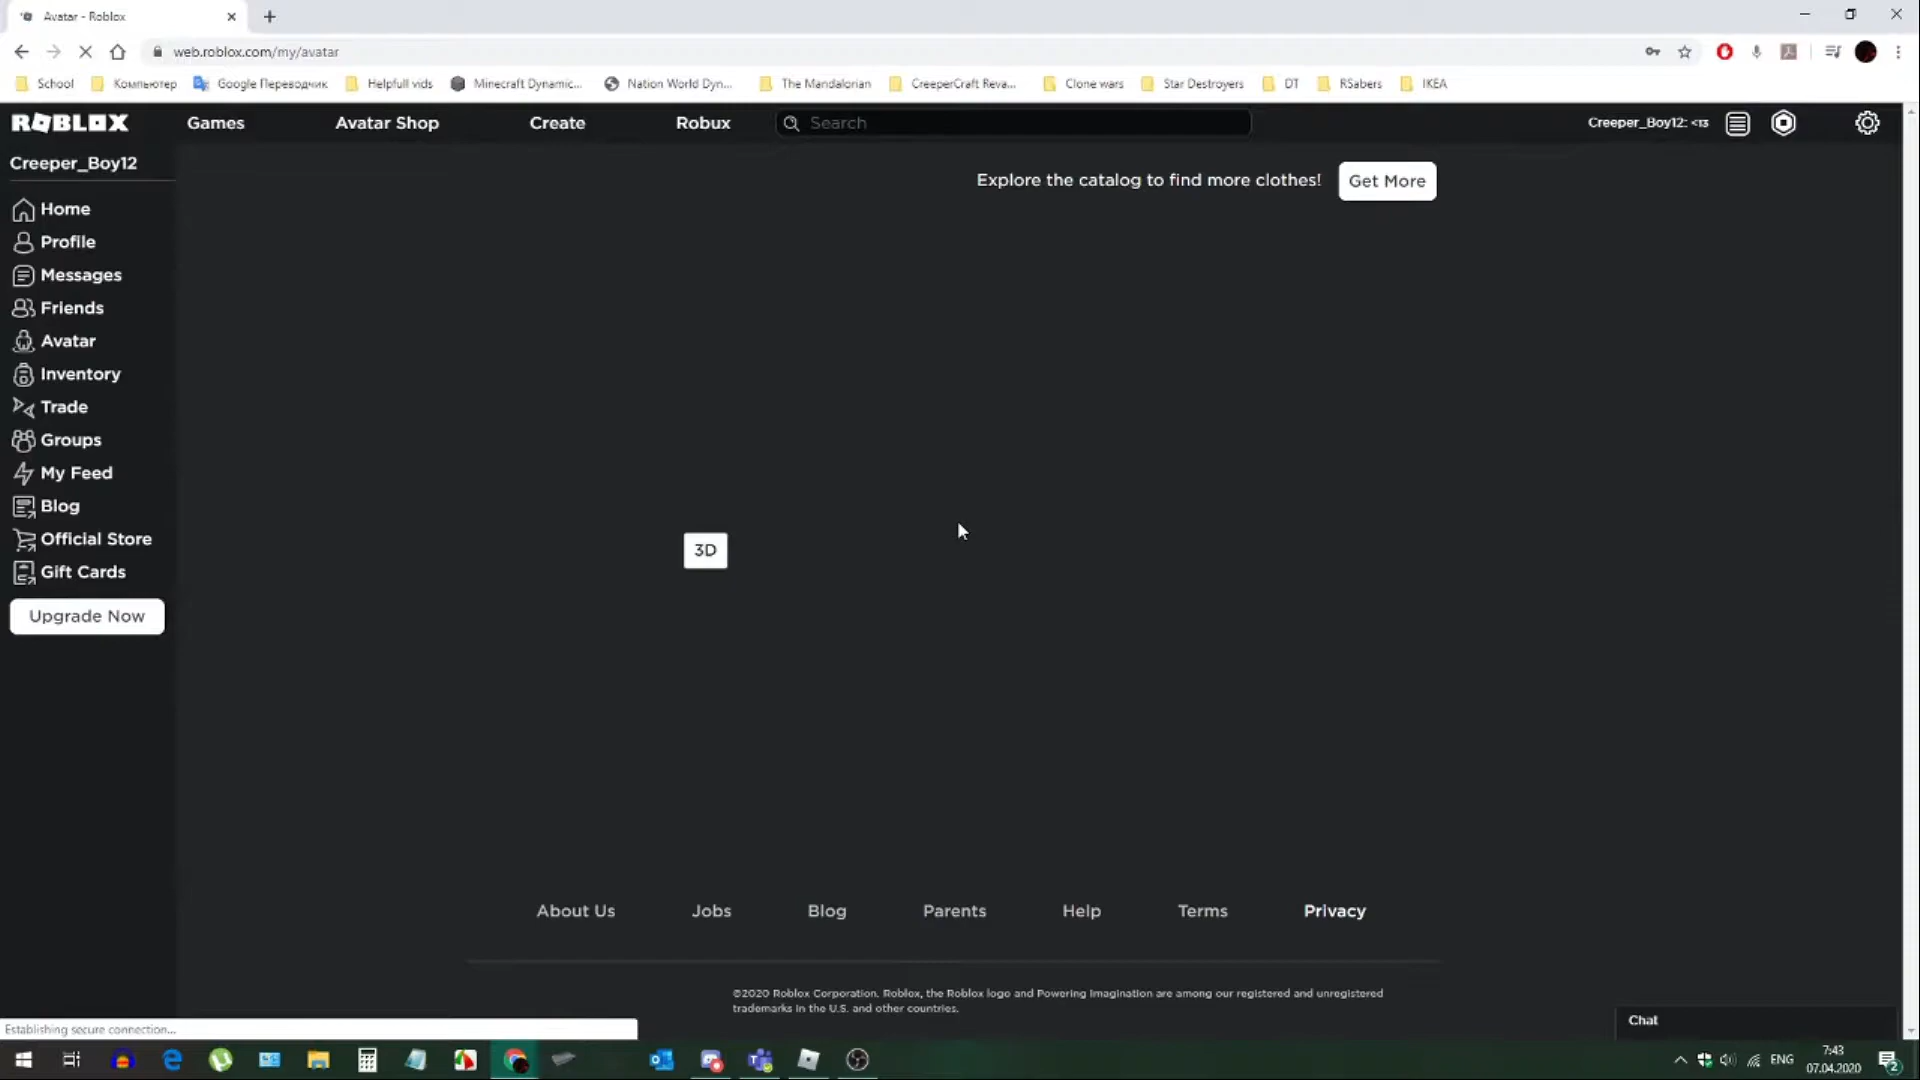 Avatar - Roblox
web.roblox.com/my/avatar
School
Компьютер
Google Переводчик
Helpfull vids
Minecraft Dynamic...
Nation World Dyn...
The Mandalorian
CreeperCraft Reva...
Clone wars
Star Destroyers
DT
RSabers
IKEA
ROBLOX
Games
Avatar Shop
Create
Robux
Search
Creeper_Boy12: <13
Creeper_Boy12
Explore the catalog to find more clothes!
Get More
Home
Profile
Messages
Friends
Avatar
Inventory
Trade
Groups
My Feed
Blog
Official Store
Gift Cards
Upgrade Now
3D
About Us
Jobs
Blog
Parents
Help
Terms
Privacy
©2020 Roblox Corporation. Roblox, the Roblox logo and Powering Imagination are among our registered and unregistered
trademarks in the U.S. and other countries.
Chat
Establishing secure connection...
ENG
7:43
07.04.2020
2